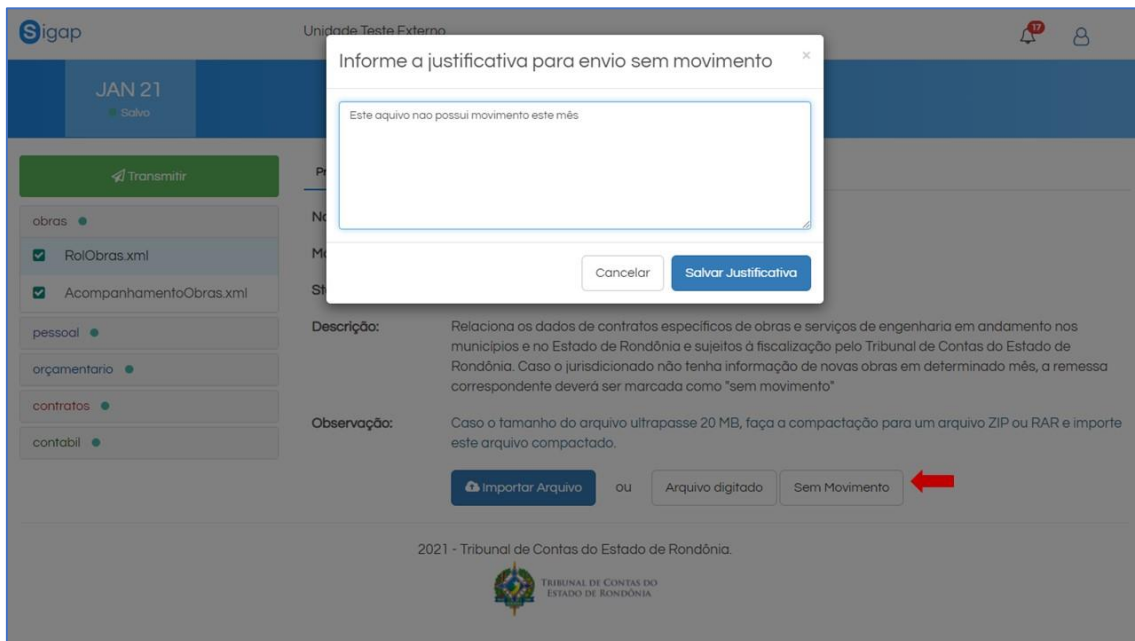 Sigap
Unidade Teste Externo
17
JAN 21
Salvo
Informe a justificativa para envio sem movimento
×
Este aquivo nao possui movimento este mês
Cancelar
Salvar Justificativa
Transmitir
obras
RolObras.xml
AcompanhamentoObras.xml
pessoal
orçamentario
contratos
contabil
Descrição:
Relaciona os dados de contratos específicos de obras e serviços de engenharia em andamento nos
municípios e no Estado de Rondônia e sujeitos à fiscalização pelo Tribunal de Contas do Estado de
Rondônia. Caso o jurisdicionado não tenha informação de novas obras em determinado mês, a remessa
correspondente deverá ser marcada como "sem movimento"
Observação:
Caso o tamanho do arquivo ultrapasse 20 MB, faça a compactação para um arquivo ZIP ou RAR e importe
este arquivo compactado.
Importar Arquivo
ou
Arquivo digitado
Sem Movimento
2021 - Tribunal de Contas do Estado de Rondônia.
TRIBUNAL DE CONTAS DO
ESTADO DE RONDÔNIA